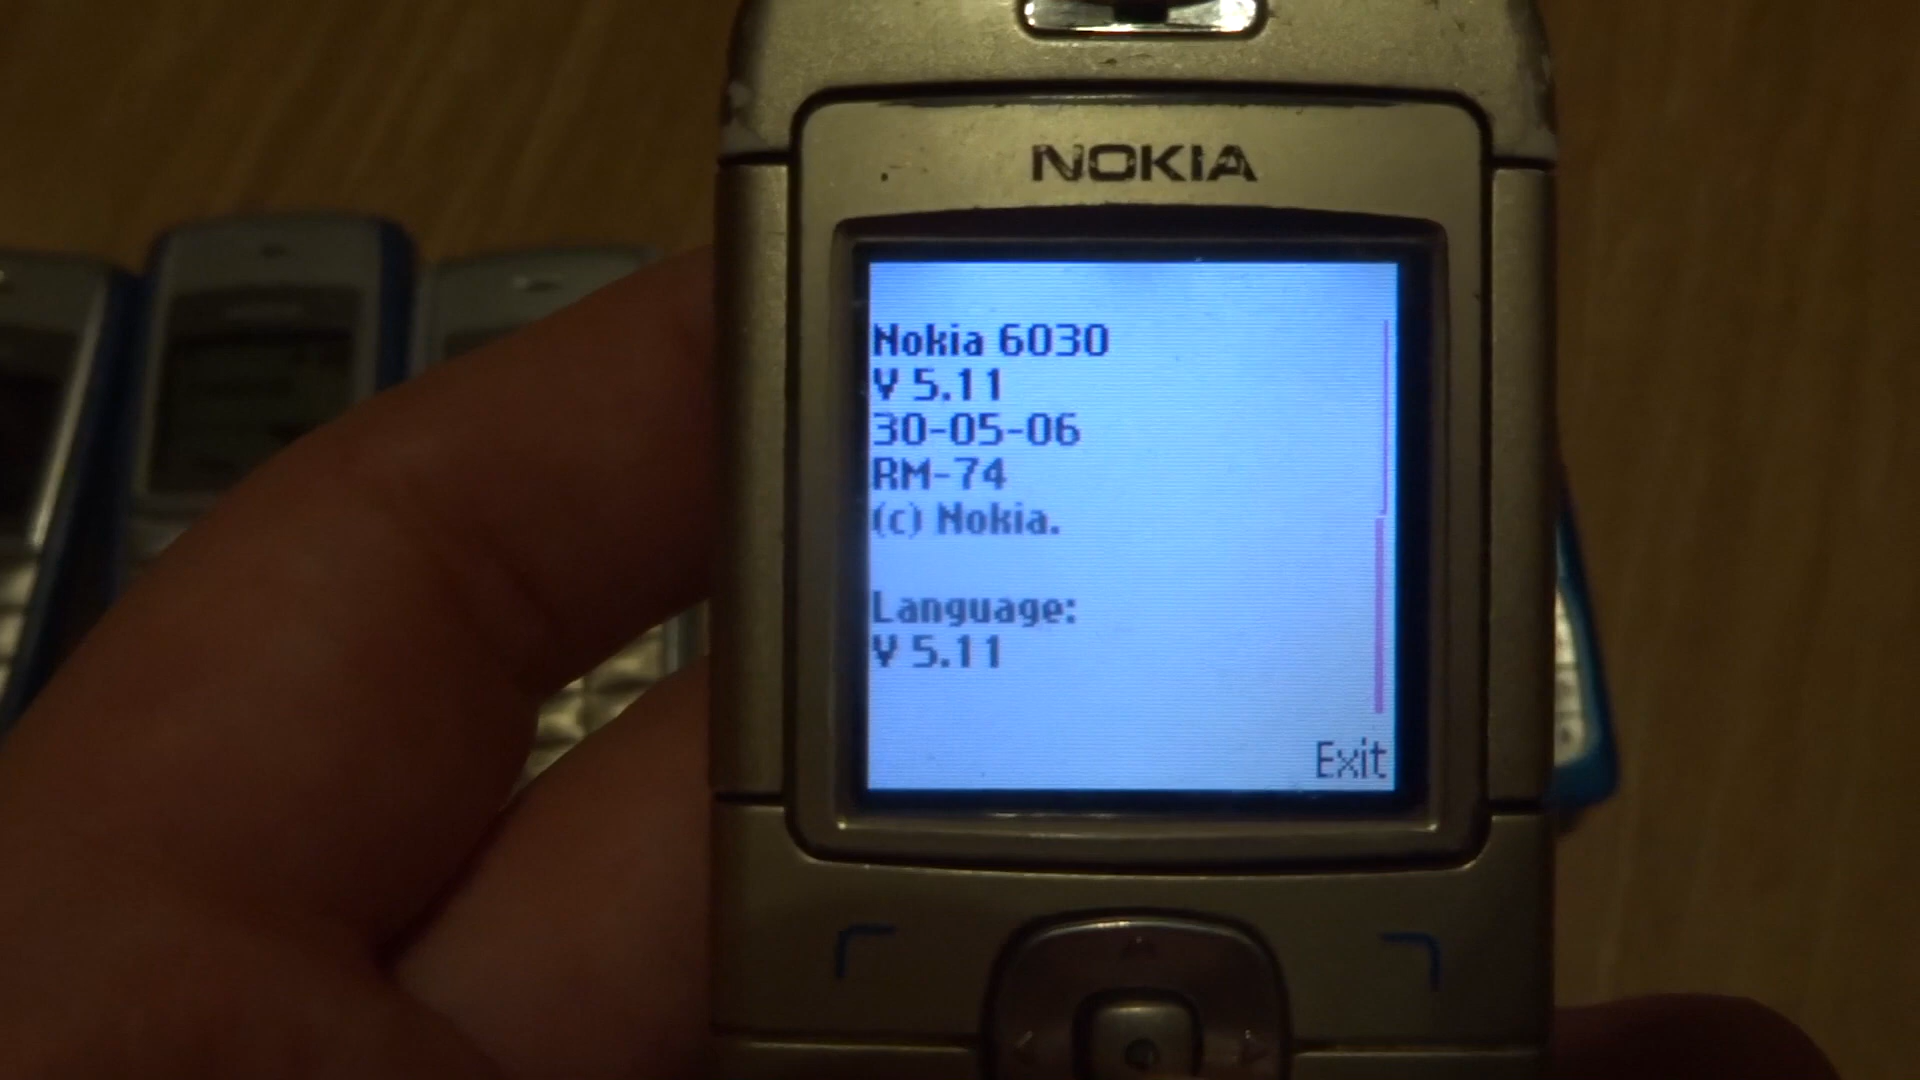 NOKIA
Nokia 6030
V 5.11
30-05-06
RM-74
(c) Nokia.
Language:
V 5.11
Exit